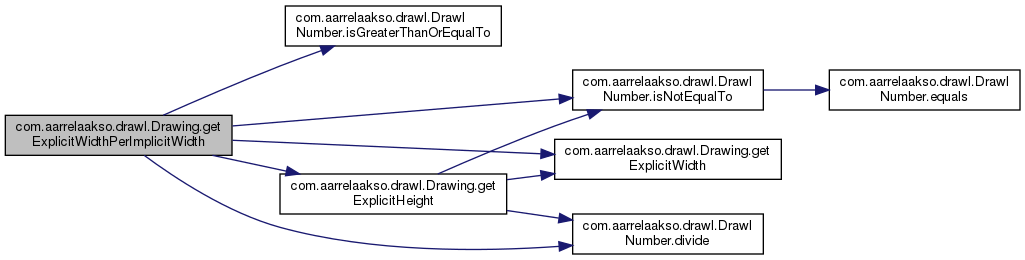 com.aarrelaakso.drawl.Drawl
Number.isGreaterThanOrEqualTo
com.aarrelaakso.drawl.Drawl
Number.isNotEqualTo
com.aarrelaakso.drawl.Drawl
Number.equals
com.aarrelaakso.drawl.Drawing.get
ExplicitWidthPerImplicitWidth
com.aarrelaakso.drawl.Drawing.get
ExplicitWidth
com.aarrelaakso.drawl.Drawing.get
ExplicitHeight
com.aarrelaakso.drawl.Drawl
Number.divide